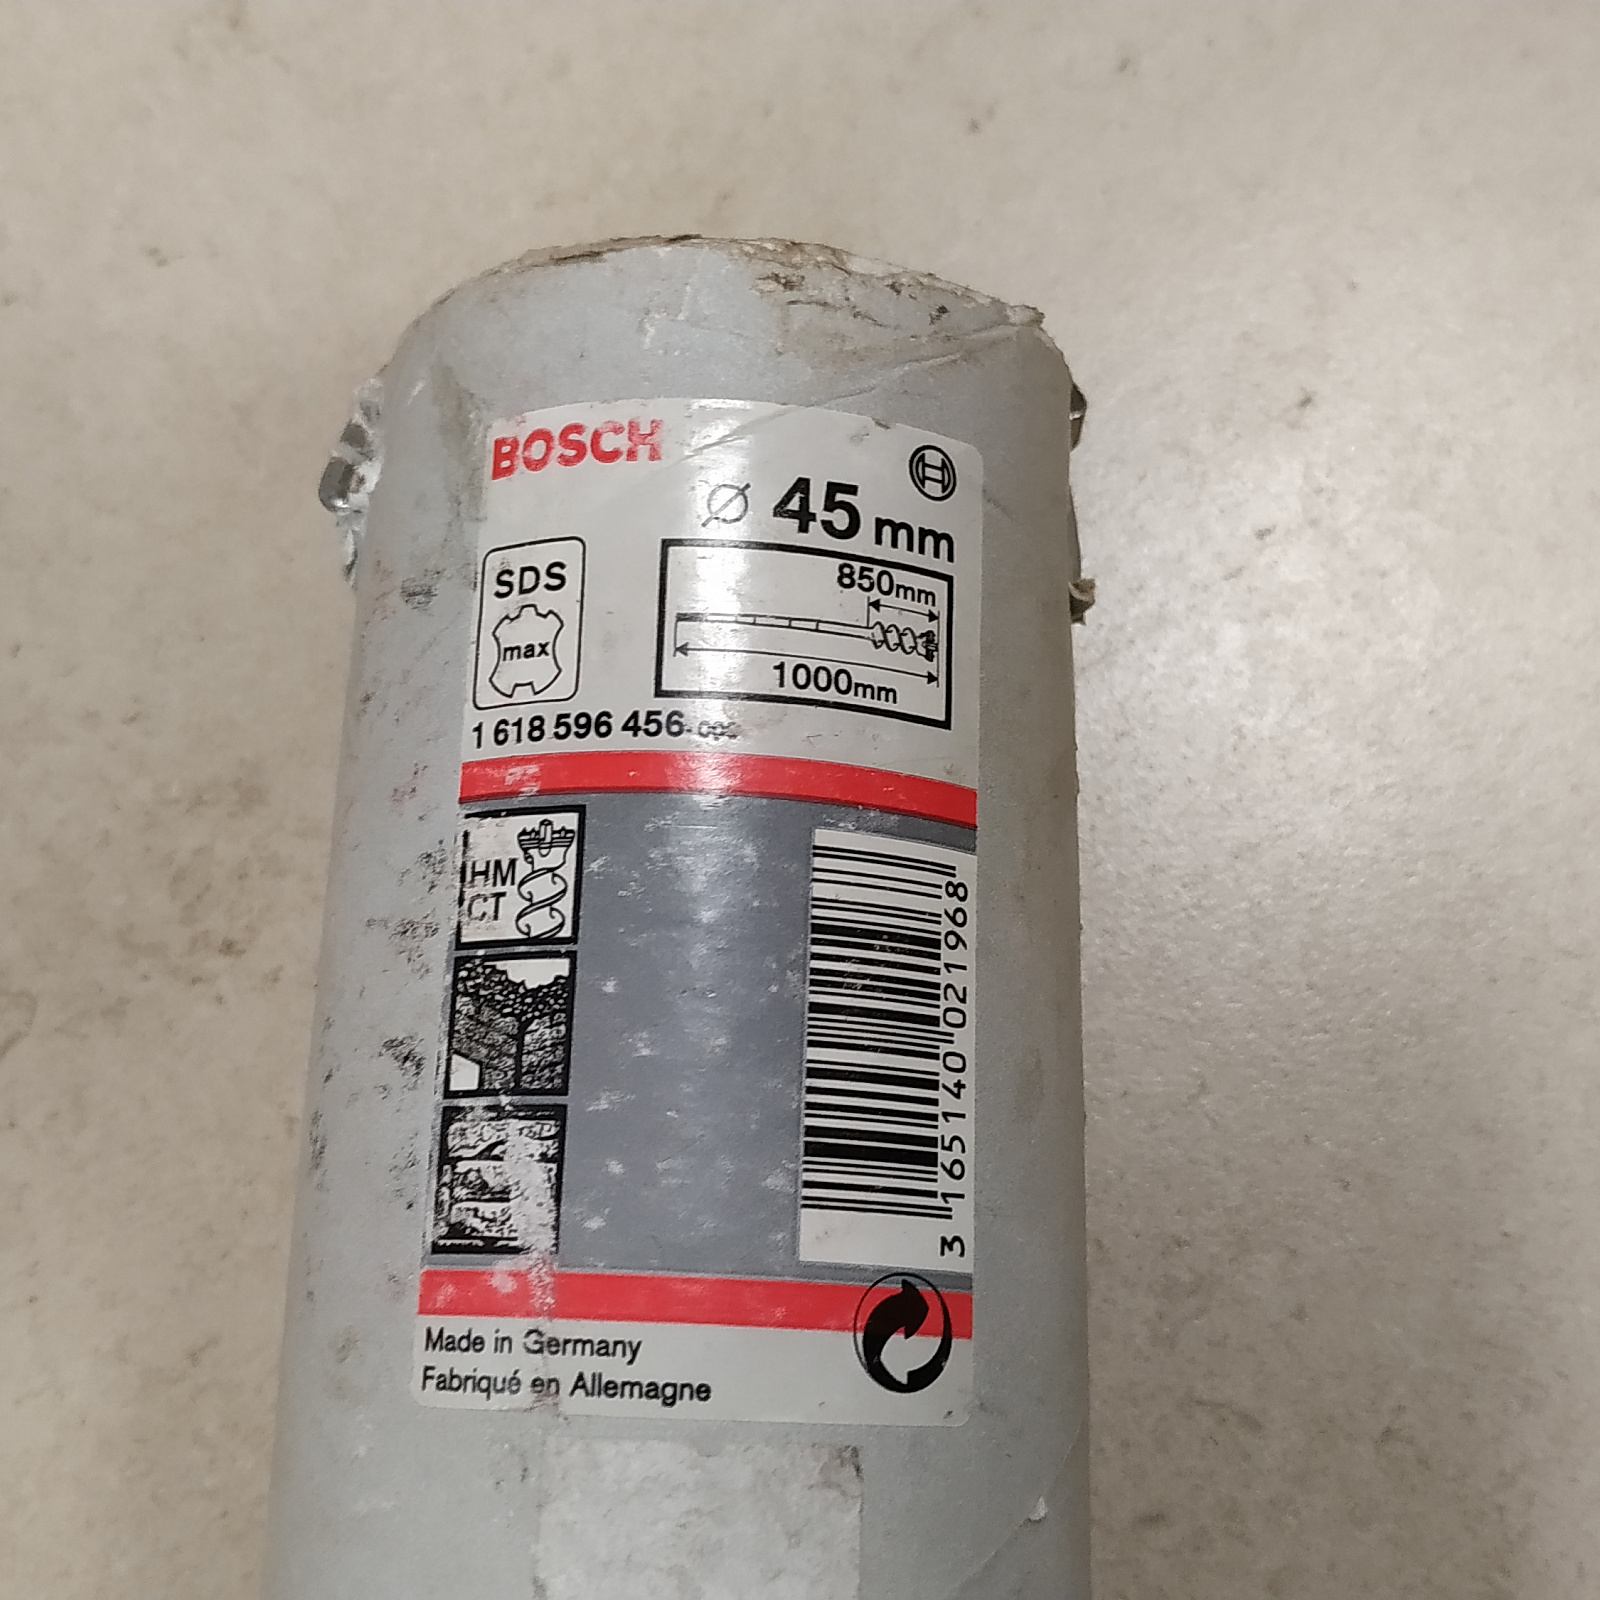 BOSCH
Ø 45 mm
SDS
max
850mm
1000mm
1 618 596 456
HM
CT
3 165140 021968
Made in Germany
Fabriqué en Allemagne